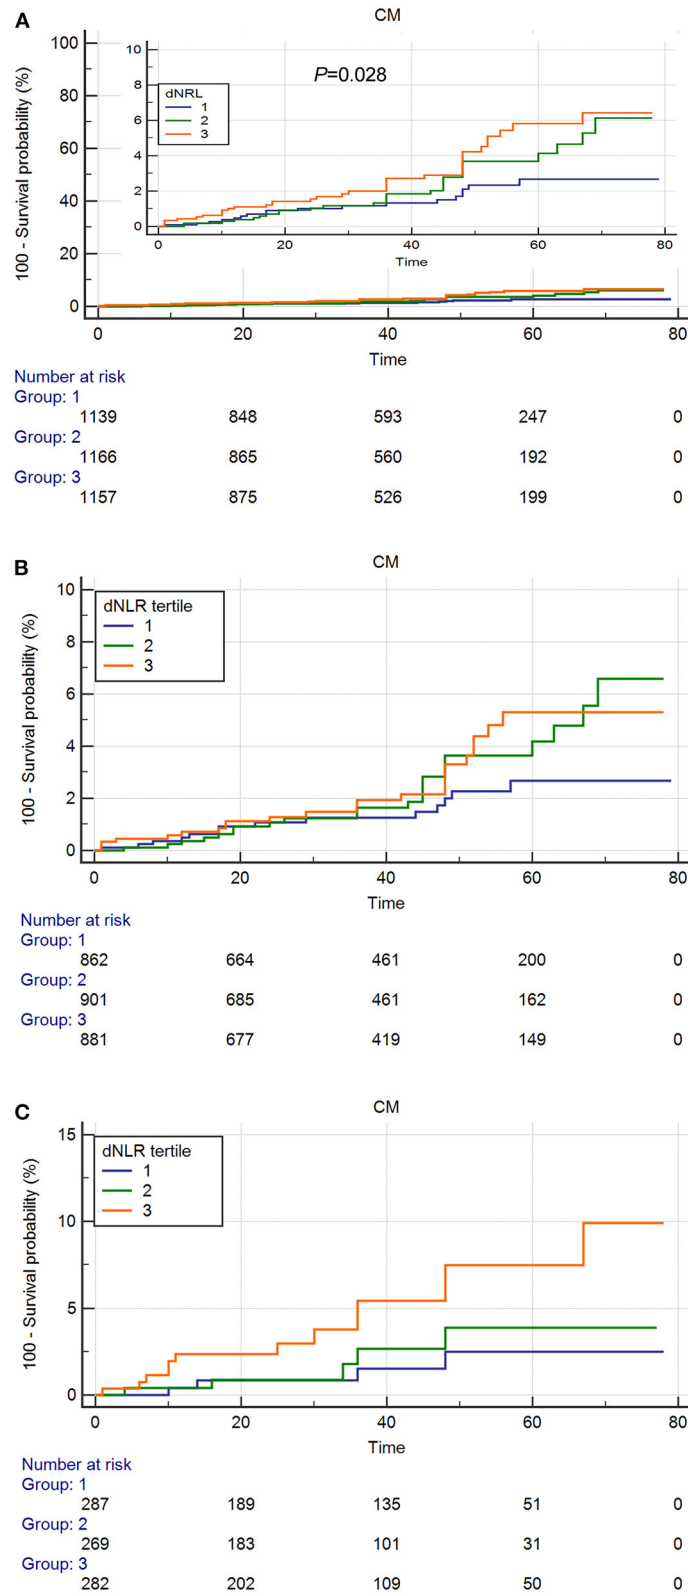 A
CM
100 - Survival probability (%)
100
80
60
40
20
0
10
8
6
4
2
0
P=0.028
dNRL
1
2
3
0 20 40 60 80
Time
0 20 40 60 80
Time
Number at risk
Group: 1
1139 848 593 247 0
Group: 2
1166 865 560 192 0
Group: 3
1157 875 526 199 0
B
CM
100 - Survival probability (%)
10
8
6
4
2
0
dNLR tertile
1
2
3
0 20 40 60 80
Time
Number at risk
Group: 1
862 664 461 200 0
Group: 2
901 685 461 162 0
Group: 3
881 677 419 149 0
C
CM
100 - Survival probability (%)
15
10
5
0
dNLR tertile
1
2
3
0 20 40 60 80
Time
Number at risk
Group: 1
287 189 135 51 0
Group: 2
269 183 101 31 0
Group: 3
282 202 109 50 0